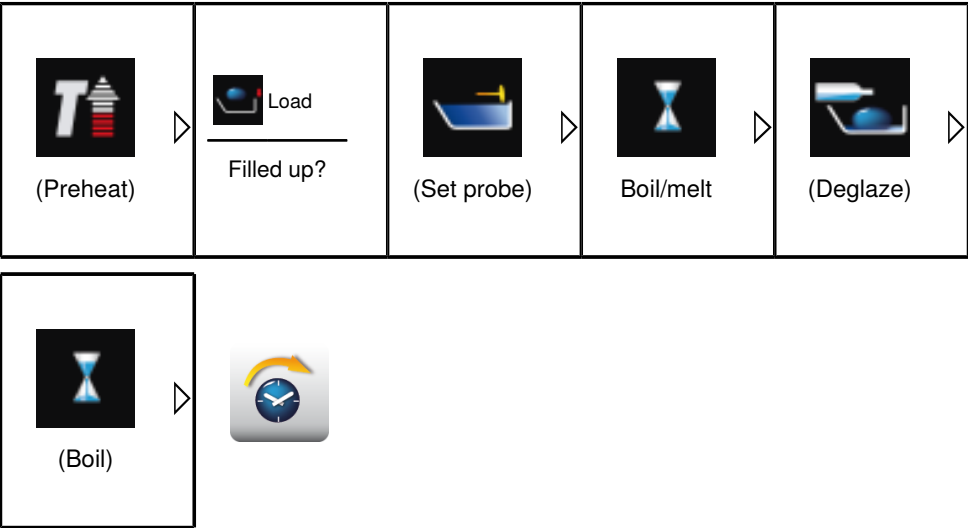 (Preheat)
Load
Filled up?
(Set probe)
Boil/melt
(Deglaze)
(Boil)